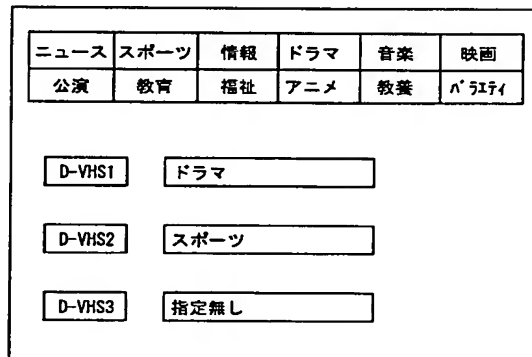 ニュース スポーツ 情報 ドラマ 音楽 映画
公演 教育 福祉 アニメ 教養 バラエティ
D-VHS1 ドラマ
D-VHS2 スポーツ
D-VHS3 指定無し